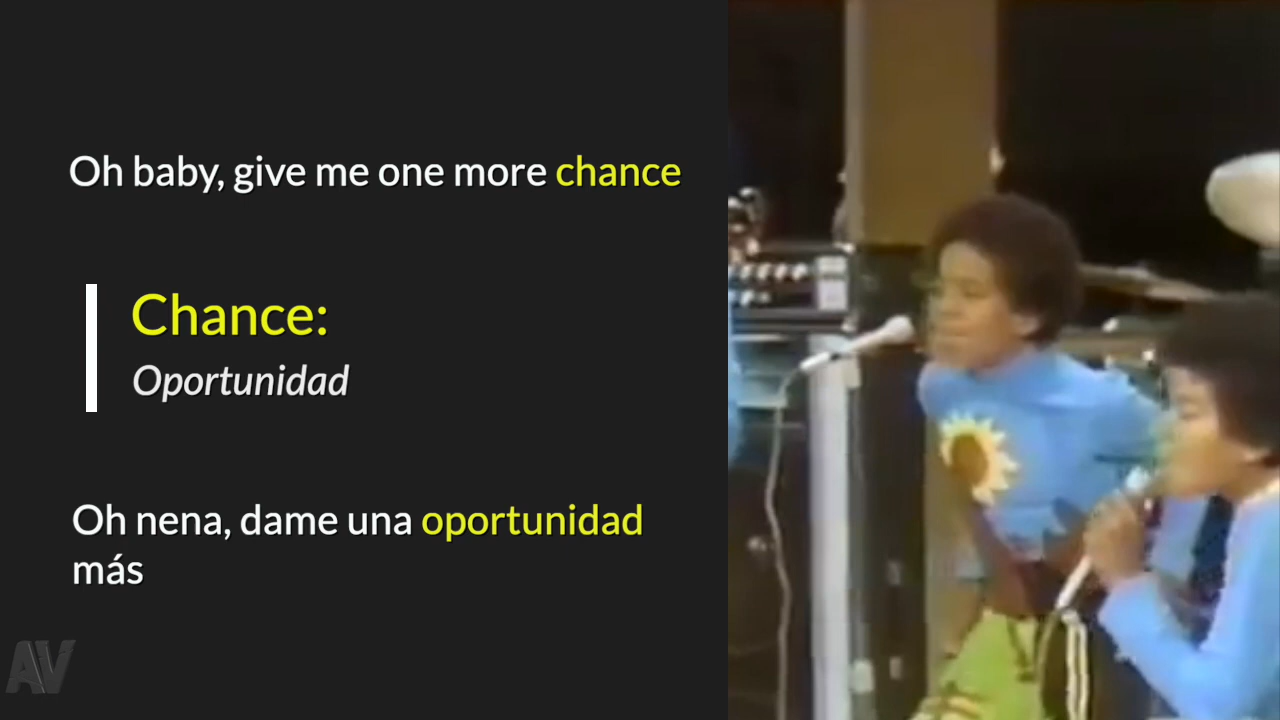 Oh baby, give me one more chance
Chance:
Oportunidad
Oh nena, dame una oportunidad
más
AV